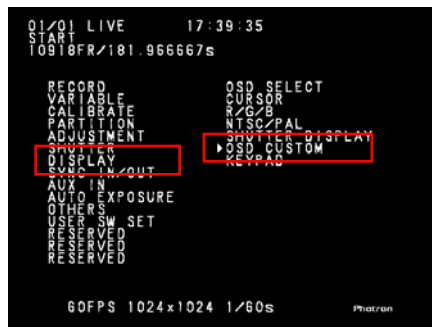 01/01 LIVE 17:39:35
START
10918FR/181.966667s
RECORD
VARIABLE
CALIBRATE
PARTITION
ADJUSTMENT
SHUTTER
DISPLAY
SYNC IN/OUT
AUX IN
AUTO EXPOSURE
OTHERS
USER SW SET
RESERVED
RESERVED
RESERVED
OSD SELECT
CURSOR
R/G/B
NTSC/PAL
SHUTTER DISPLAY
▶OSD CUSTOM
KEYPAD
60FPS 1024x1024 1/60s
Photron